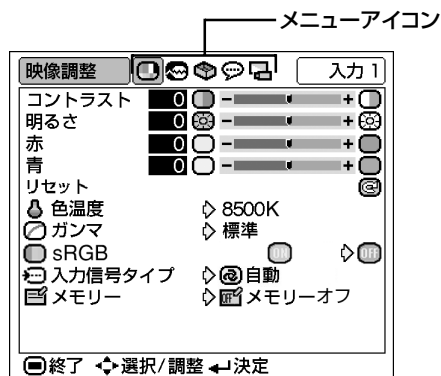 メニューアイコン
映像調整 入力 1
コントラスト 0 - +
明るさ 0 - +
赤 0 - +
青 0 - +
リセット
色温度 8500K
ガンマ 標準
sRGB ON OFF
入力信号タイプ 自動
メモリー OFF メモリーオフ
終了 選択/調整 決定